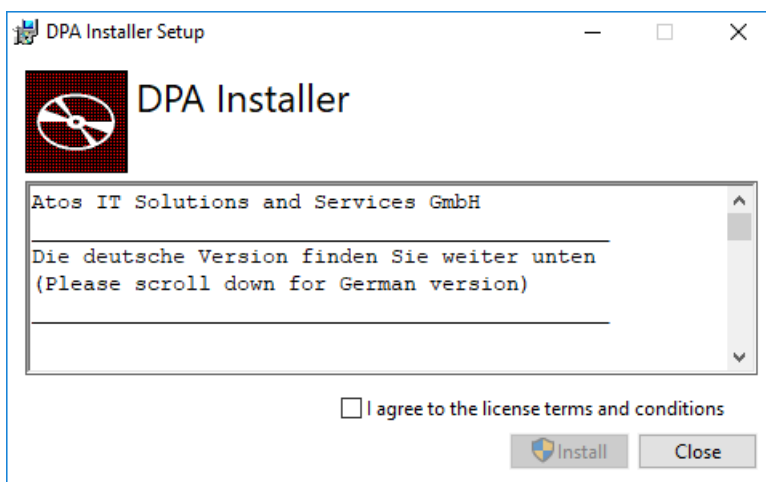 DPA Installer Setup
DPA Installer
Atos IT Solutions and Services GmbH
Die deutsche Version finden Sie weiter unten
(Please scroll down for German version)
I agree to the license terms and conditions
Install
Close